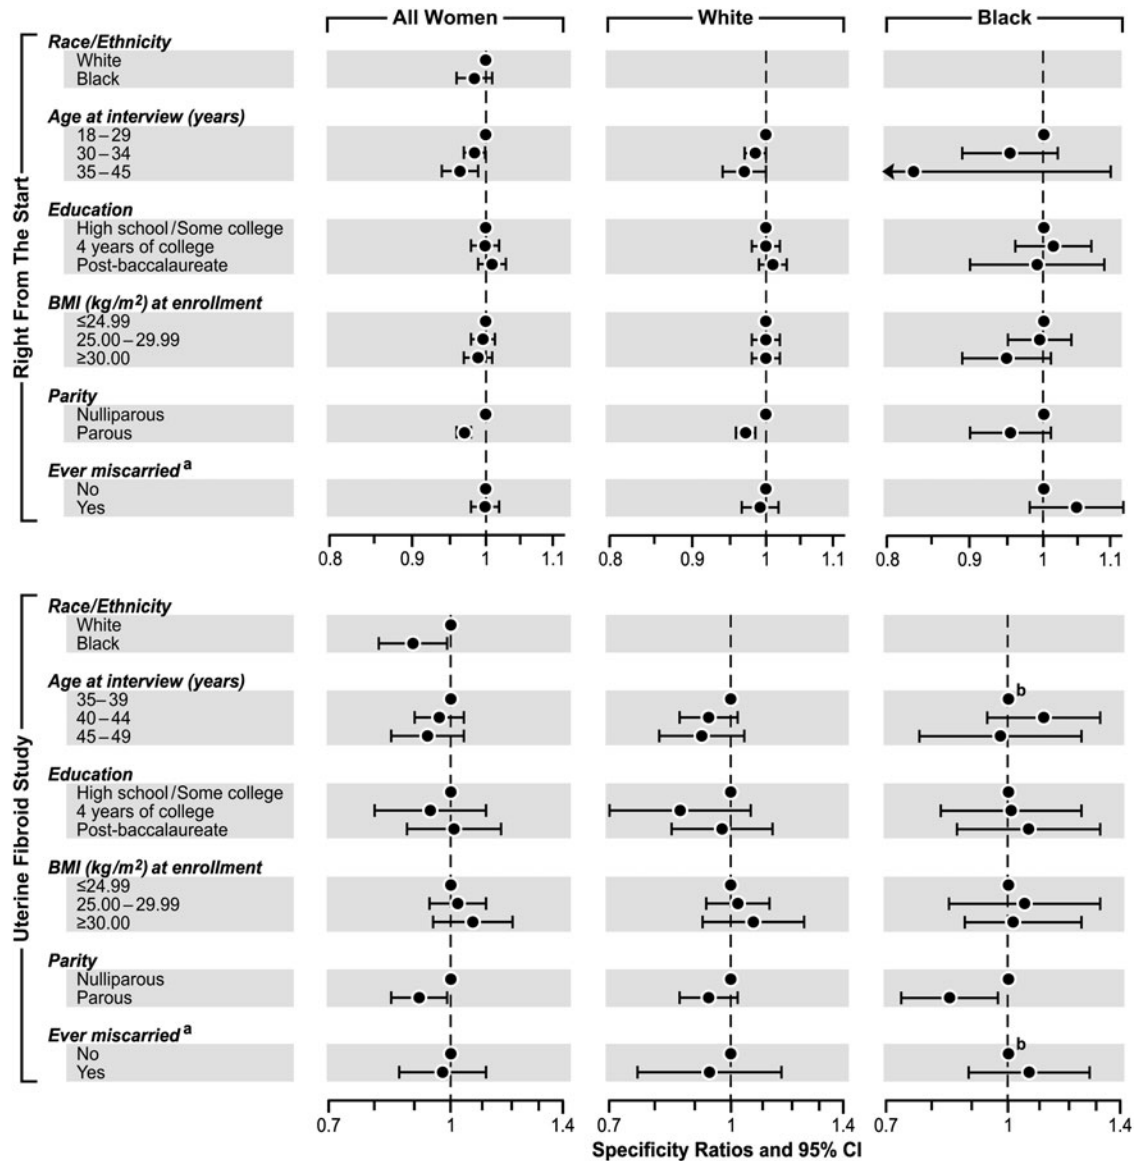 All Women White Black
Right From The Start
Race/Ethnicity
White
Black
Age at interview (years)
18 – 29
30 – 34
35 – 45
Education
High school/Some college
4 years of college
Post-baccalaureate
BMI (kg/m²) at enrollment
≤24.99
25.00 – 29.99
≥30.00
Parity
Nulliparous
Parous
Ever miscarried a
No
Yes
0.8 1 1.1 0.8 1 1.1 0.8 0.9 1 1.1
Uterine Fibroid Study
Race/Ethnicity
White
Black
Age at interview (years)
35– 39 b
40 – 44
45 – 49
Education
High school/Some college
4 years of college
Post-baccalaureate
BMI (kg/m²) at enrollment
≤24.99
25.00 – 29.99
≥30.00
Parity
Nulliparous
Parous
Ever miscarried a
No b
Yes
0.7 1 1.4 0.7 1 1.4 0.7 1 1.4
Specificity Ratios and 95% CI